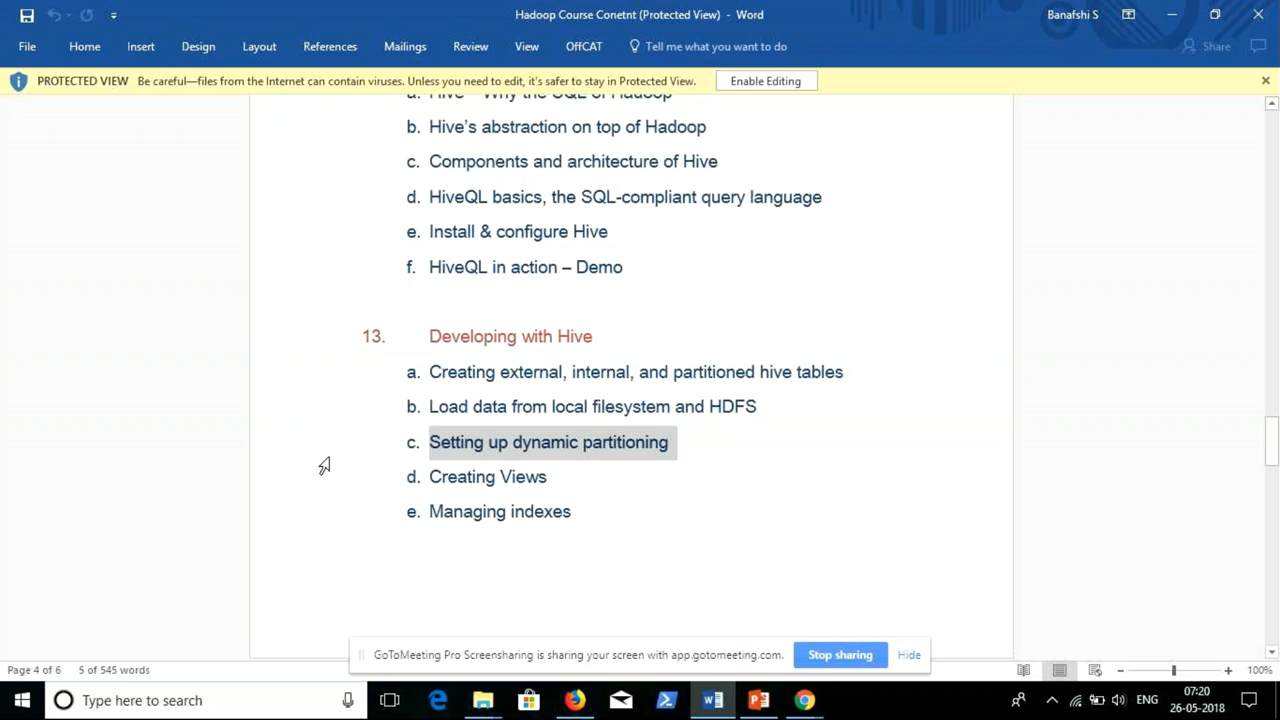 Hadoop Course Conetnt (Protected View) - Word
Banafshi S
File Home Insert Design Layout References Mailings Review View OffCAT Tell me what you want to do Share
PROTECTED VIEW Be careful—files from the Internet can contain viruses. Unless you need to edit, it's safer to stay in Protected View. Enable Editing
a. Hive – Why the SQL of Hadoop
b. Hive’s abstraction on top of Hadoop
c. Components and architecture of Hive
d. HiveQL basics, the SQL-compliant query language
e. Install & configure Hive
f. HiveQL in action – Demo
13. Developing with Hive
a. Creating external, internal, and partitioned hive tables
b. Load data from local filesystem and HDFS
c. Setting up dynamic partitioning
d. Creating Views
e. Managing indexes
GoToMeeting Pro Screensharing is sharing your screen with app.gotomeeting.com. Stop sharing Hide
Page 4 of 6 5 of 545 words 100%
Type here to search
ENG
07:20
26-05-2018